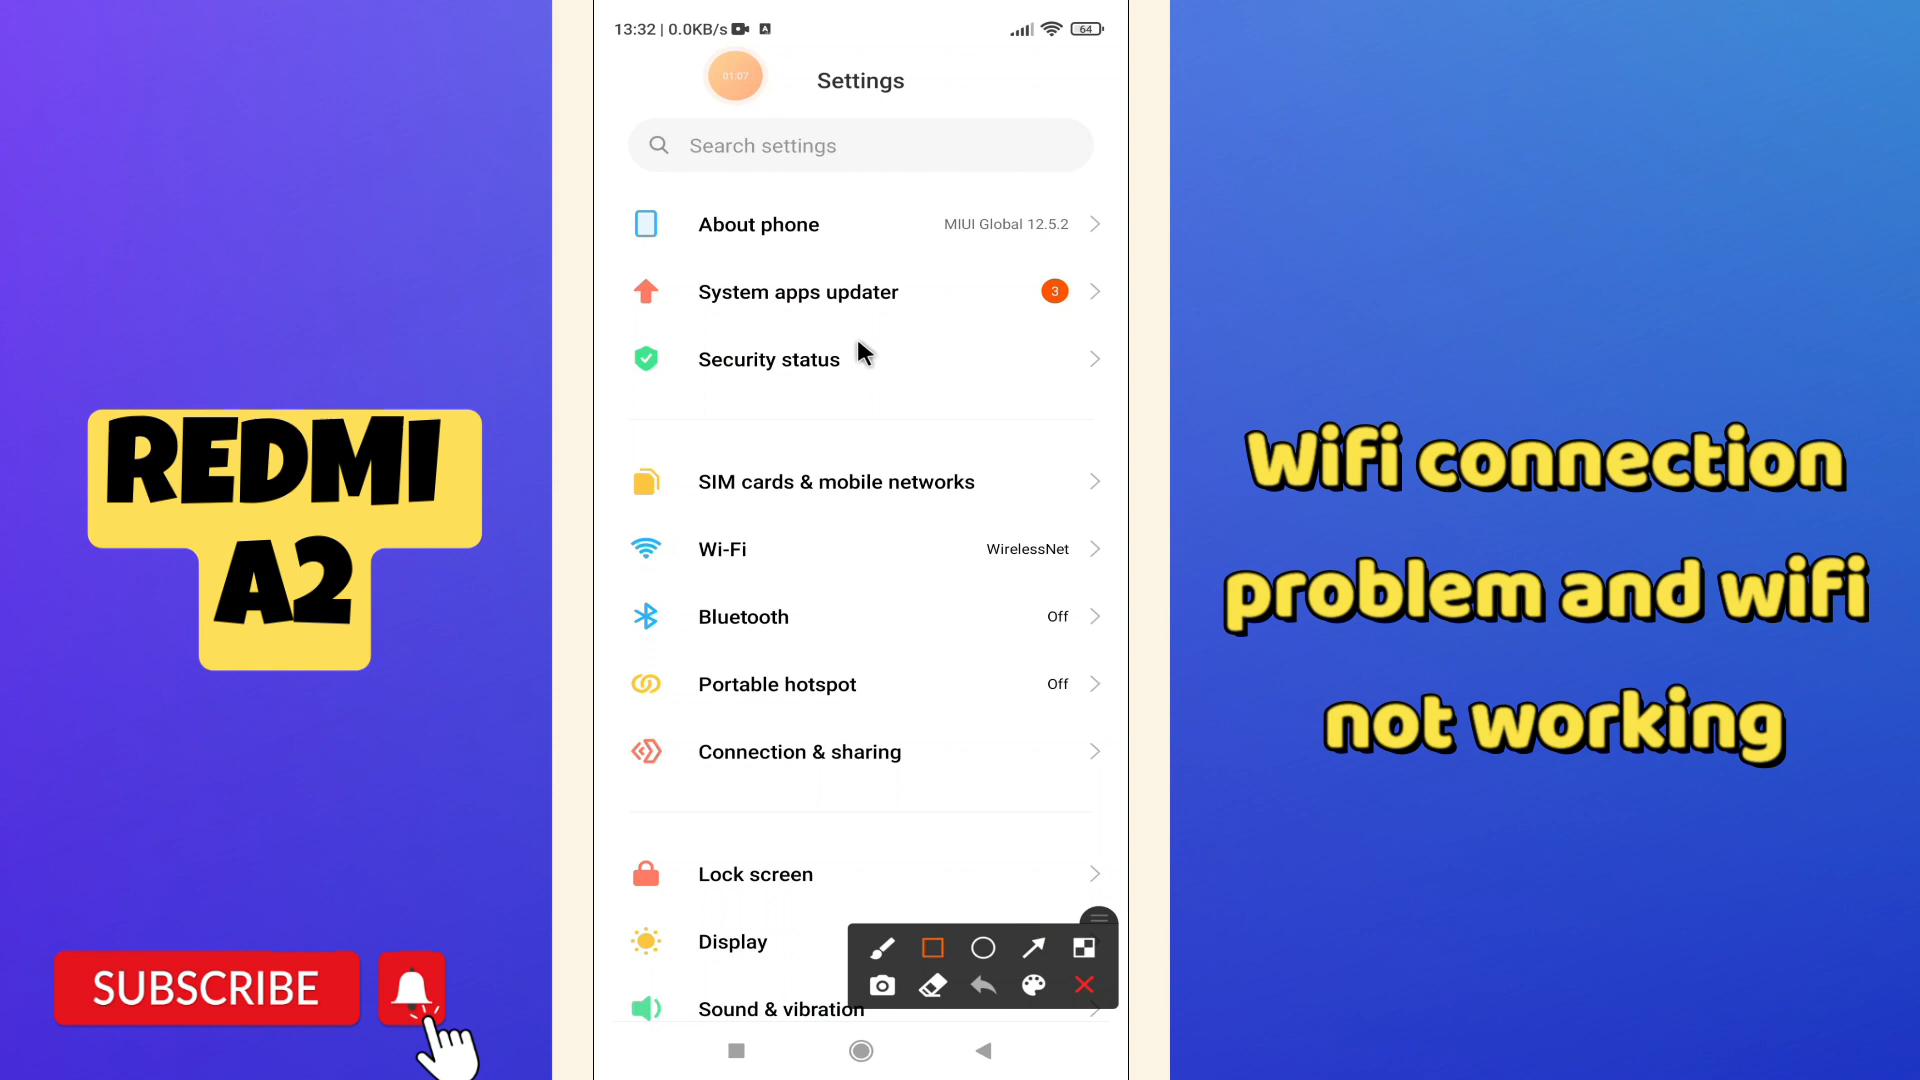 13:32 | 0.0KB/s
64
01:07
Settings
Search settings
About phone
MIUI Global 12.5.2
System apps updater
3
Security status
SIM cards & mobile networks
Wi-Fi
WirelessNet
Bluetooth
Off
Portable hotspot
Off
Connection & sharing
Lock screen
Display
Sound & vibration
REDMI
A2
SUBSCRIBE
Wifi connection
problem and wifi
not working